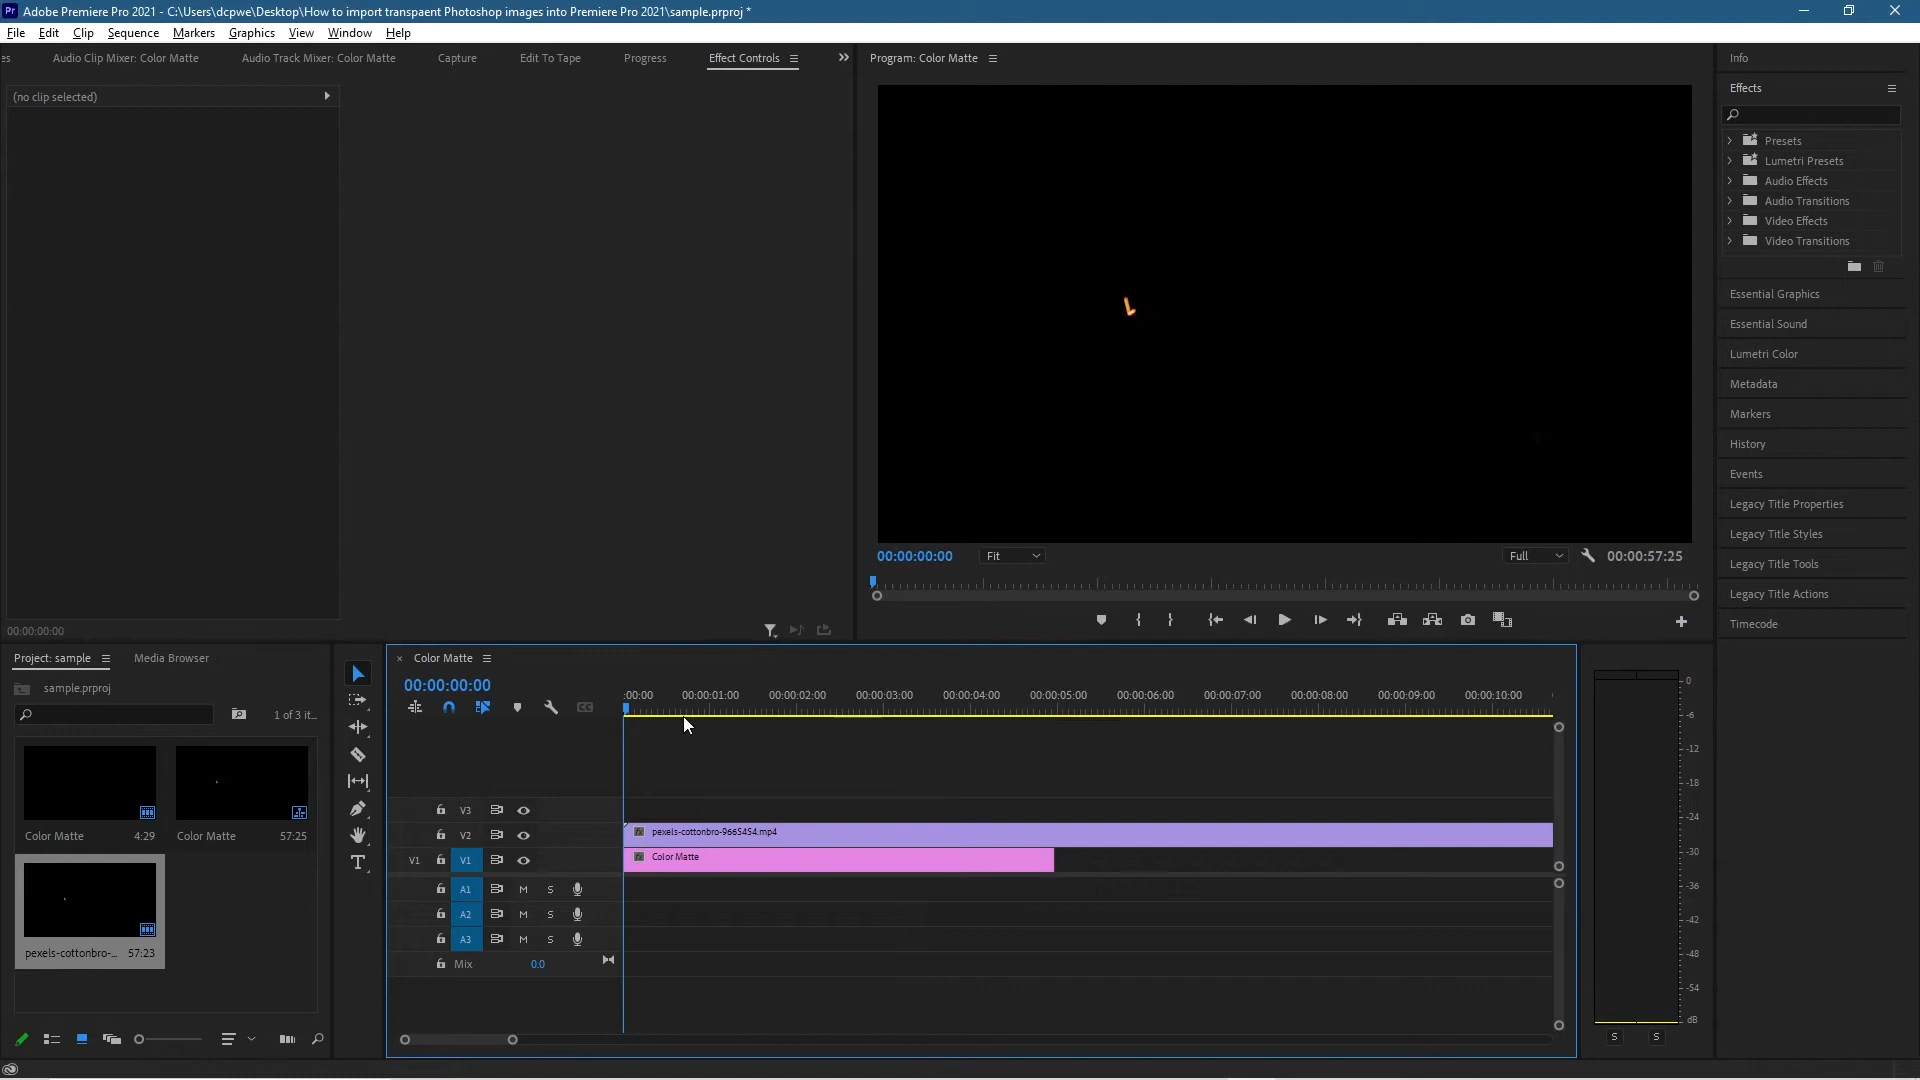 Pr Adobe Premiere Pro 2021 - C:\Users\dcpwe\Desktop\How to import transpaent Photoshop images into Premiere Pro 2021\sample.prproj *
File Edit Clip Sequence Markers Graphics View Window Help
es Audio Clip Mixer: Color Matte Audio Track Mixer: Color Matte Capture Edit To Tape Progress Effect Controls
(no clip selected)
00:00:00:00
Program: Color Matte
00:00:00:00 Fit Full 00:00:57:25
Info
Effects
Presets
Lumetri Presets
Audio Effects
Audio Transitions
Video Effects
Video Transitions
Essential Graphics
Essential Sound
Lumetri Color
Metadata
Markers
History
Events
Legacy Title Properties
Legacy Title Styles
Legacy Title Tools
Legacy Title Actions
Timecode
Project: sample Media Browser
sample.prproj
1 of 3 it...
Color Matte 4:29
Color Matte 57:25
pexels-cottonbro-... 57:23
Color Matte
00:00:00:00
:00:00 00:00:01:00 00:00:02:00 00:00:03:00 00:00:04:00 00:00:05:00 00:00:06:00 00:00:07:00 00:00:08:00 00:00:09:00 00:00:10:00
V3
V2 pexels-cottonbro-9665454.mp4
V1 V1 Color Matte
A1 M S
A2 M S
A3 M S
Mix 0.0
0
-6
-12
-18
-24
-30
-36
-42
-48
-54
dB
S S